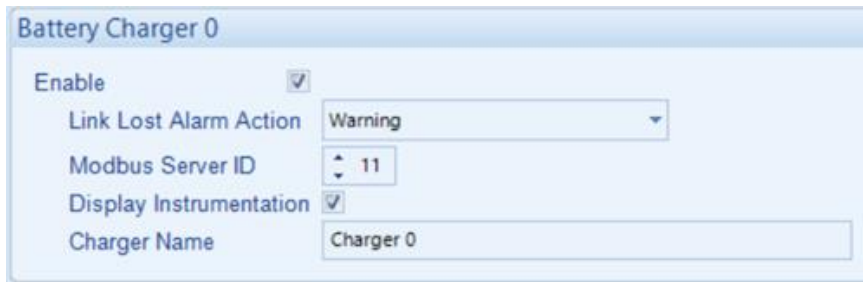 Battery Charger 0
Enable
Link Lost Alarm Action Warning
Modbus Server ID 11
Display Instrumentation
Charger Name Charger 0